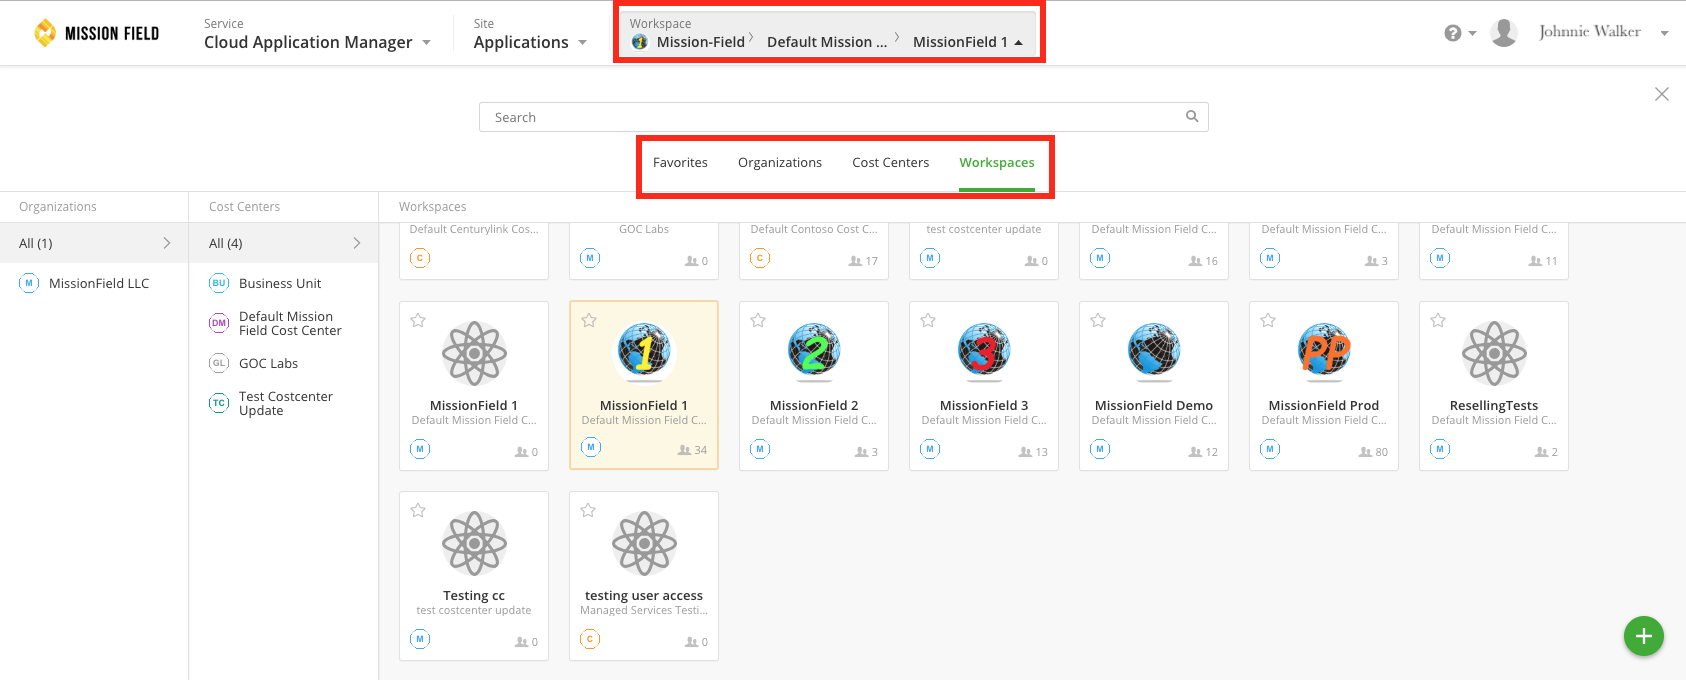 MISSION FIELD
Service
Cloud Application Manager
Site
Applications
Workspace
1 Mission-Field > Default Mission ... > MissionField 1
?
Johnnie Walker
Search
Favorites Organizations Cost Centers Workspaces
Organizations Cost Centers Workspaces
All (1)
M MissionField LLC
All (4)
BU Business Unit
DM Default Mission
Field Cost Center
GL GOC Labs
TC Test Costcenter
Update
Default Centurylink Cos...
C
GOC Labs
M 0
Default Contoso Cost C...
C 17
test costcenter update
M 0
Default Mission Field C...
M 16
Default Mission Field C...
M 3
Default Mission Field C...
M 11
MissionField 1
Default Mission Field C...
M 0
1
MissionField 1
Default Mission Field C...
M 34
2
MissionField 2
Default Mission Field C...
M 3
3
MissionField 3
Default Mission Field C...
M 13
MissionField Demo
Default Mission Field C...
M 12
PP
MissionField Prod
Default Mission Field C...
M 80
ResellingTests
Default Mission Field C...
M 2
Testing cc
test costcenter update
M 0
testing user access
Managed Services Testi...
C 0
+